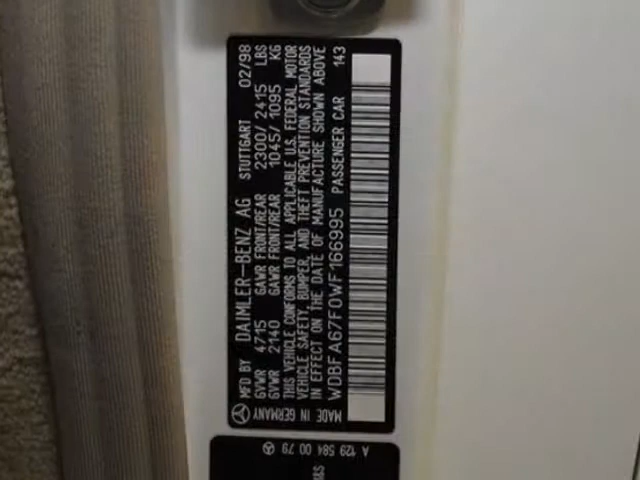 MFD BY DAIMLER-BENZ AG STUTTGART 02/98
GVWR 4715 GAWR FRONT/REAR 2300/2415 LBS
GVWR 2140 GAWR FRONT/REAR 1045/1095 KG
THIS VEHICLE CONFORMS TO ALL APPLICABLE U.S. FEDERAL MOTOR
VEHICLE SAFETY, BUMPER, AND THEFT PREVENTION STANDARDS
IN EFFECT ON THE DATE OF MANUFACTURE SHOWN ABOVE
WDBFA67F0WF166995 PASSENGER CAR 143
MADE IN GERMANY
A 129 584 00 79